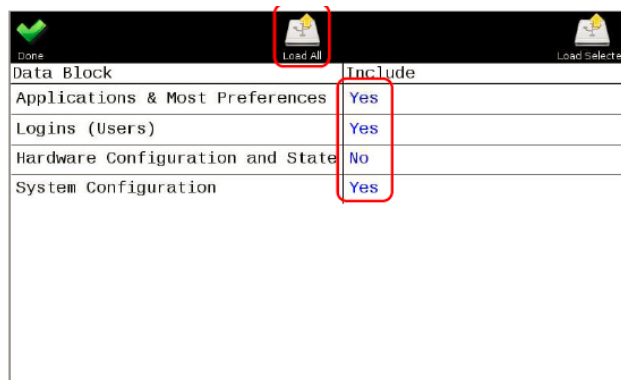 Done Load All Load Selecte
Data Block Include
Applications & Most Preferences Yes
Logins (Users) Yes
Hardware Configuration and State No
System Configuration Yes